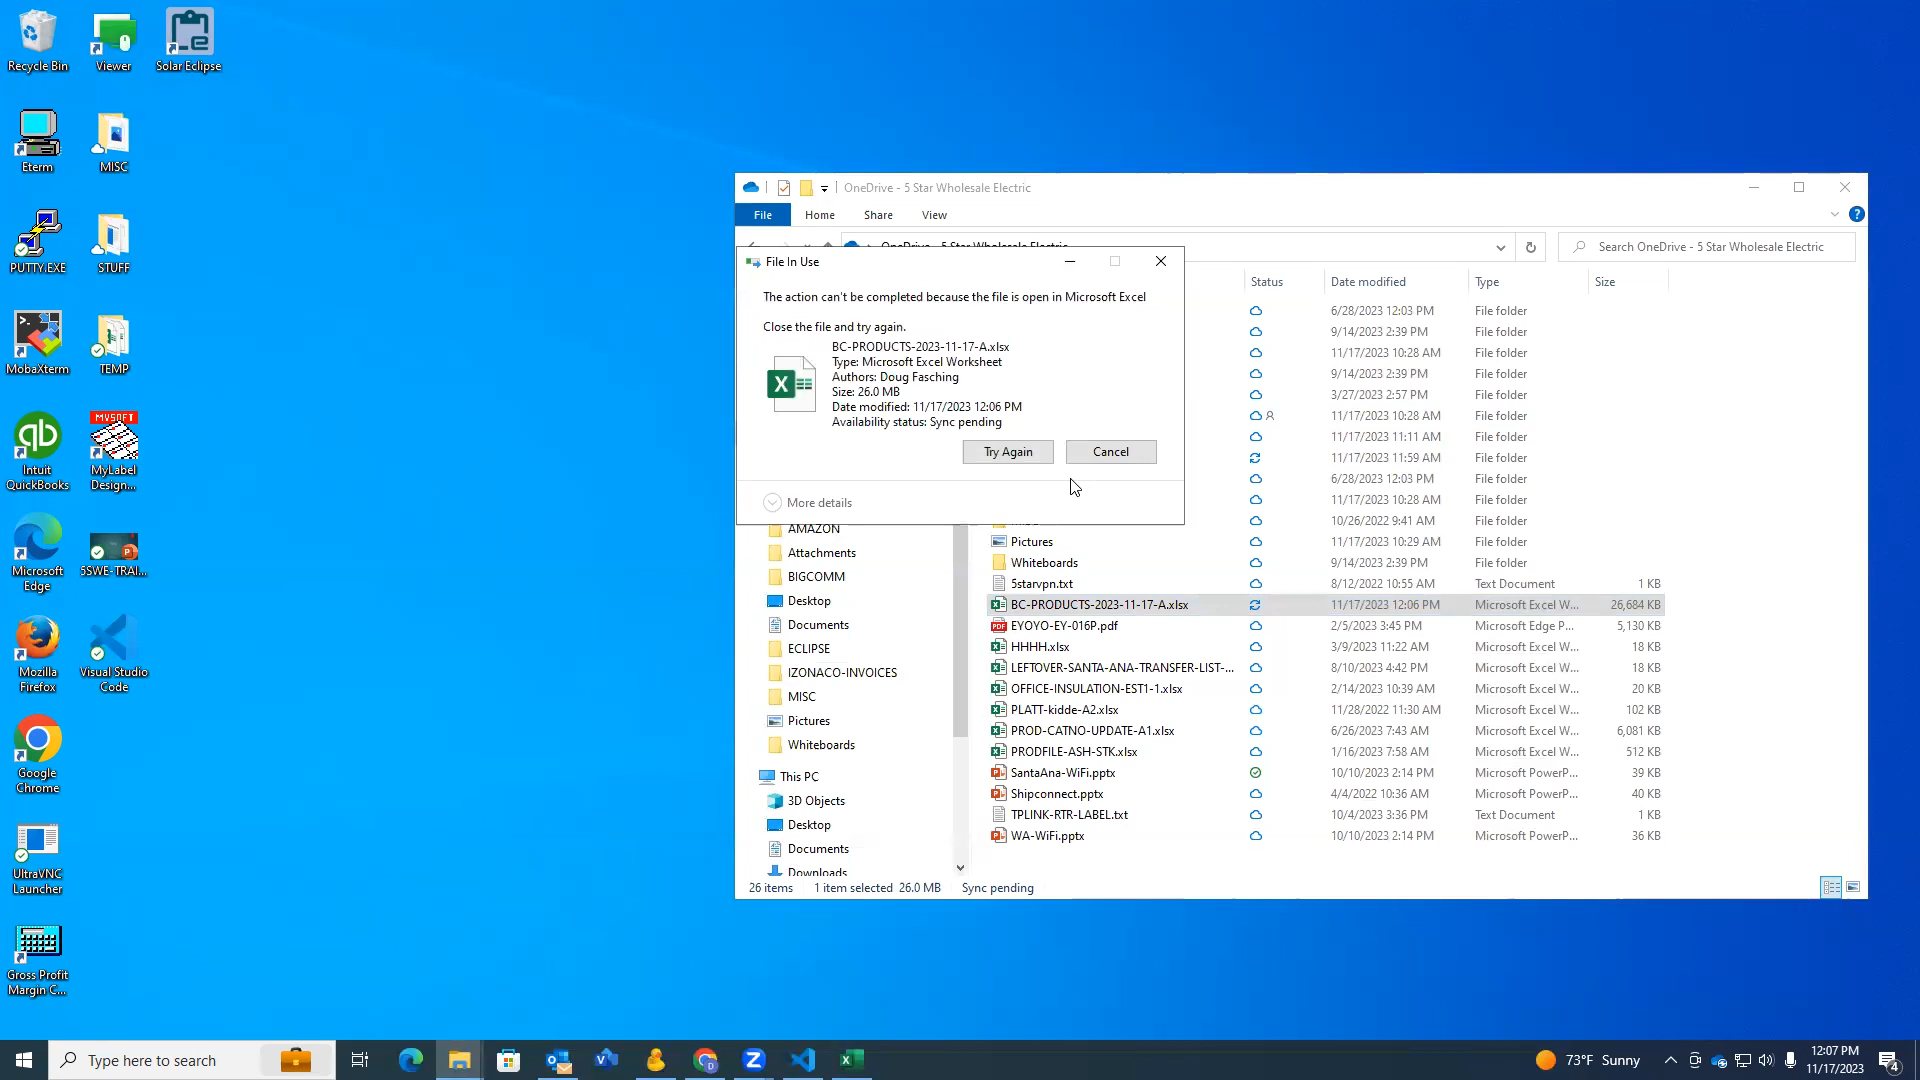 Recycle Bin
Viewer
Solar Eclipse
Eterm
MISC
PUTTY.EXE
STUFF
MobaXterm
TEMP
Intuit
QuickBooks
MYSOFT
MyLabel
Design...
Microsoft
Edge
5SWE-TRAI...
Mozilla
Firefox
Visual Studio
Code
Google
Chrome
UltraVNC
Launcher
Gross Profit
Margin C...
OneDrive - 5 Star Wholesale Electric
File Home Share View
OneDrive - 5 Star Wholesale Electric
Search OneDrive - 5 Star Wholesale Electric
File In Use
The action can't be completed because the file is open in Microsoft Excel
Close the file and try again.
BC-PRODUCTS-2023-11-17-A.xlsx
Type: Microsoft Excel Worksheet
Authors: Doug Fasching
Size: 26.0 MB
Date modified: 11/17/2023 12:06 PM
Availability status: Sync pending
Try Again Cancel
More details
Status Date modified Type Size
6/28/2023 12:03 PM File folder
9/14/2023 2:39 PM File folder
11/17/2023 10:28 AM File folder
9/14/2023 2:39 PM File folder
3/27/2023 2:57 PM File folder
11/17/2023 10:28 AM File folder
11/17/2023 11:11 AM File folder
11/17/2023 11:59 AM File folder
6/28/2023 12:03 PM File folder
11/17/2023 10:28 AM File folder
10/26/2022 9:41 AM File folder
Pictures 11/17/2023 10:29 AM File folder
Whiteboards 9/14/2023 2:39 PM File folder
5starvpn.txt 8/12/2022 10:55 AM Text Document 1 KB
BC-PRODUCTS-2023-11-17-A.xlsx 11/17/2023 12:06 PM Microsoft Excel W... 26,684 KB
EYOYO-EY-016P.pdf 2/5/2023 3:45 PM Microsoft Edge P... 5,130 KB
HHHH.xlsx 3/9/2023 11:22 AM Microsoft Excel W... 18 KB
LEFTOVER-SANTA-ANA-TRANSFER-LIST-... 8/10/2023 4:42 PM Microsoft Excel W... 18 KB
OFFICE-INSULATION-EST1-1.xlsx 2/14/2023 10:39 AM Microsoft Excel W... 20 KB
PLATT-kidde-A2.xlsx 11/28/2022 11:30 AM Microsoft Excel W... 102 KB
PROD-CATNO-UPDATE-A1.xlsx 6/26/2023 7:43 AM Microsoft Excel W... 6,081 KB
PRODFILE-ASH-STK.xlsx 1/16/2023 7:58 AM Microsoft Excel W... 512 KB
SantaAna-WiFi.pptx 10/10/2023 2:14 PM Microsoft PowerP... 39 KB
Shipconnect.pptx 4/4/2022 10:36 AM Microsoft PowerP... 40 KB
TPLINK-RTR-LABEL.txt 10/4/2023 3:36 PM Text Document 1 KB
WA-WiFi.pptx 10/10/2023 2:14 PM Microsoft PowerP... 36 KB
AMAZON
Attachments
BIGCOMM
Desktop
Documents
ECLIPSE
IZONACO-INVOICES
MISC
Pictures
Whiteboards
This PC
3D Objects
Desktop
Documents
Downloads
26 items 1 item selected 26.0 MB Sync pending
Type here to search
73°F Sunny
12:07 PM
11/17/2023
4